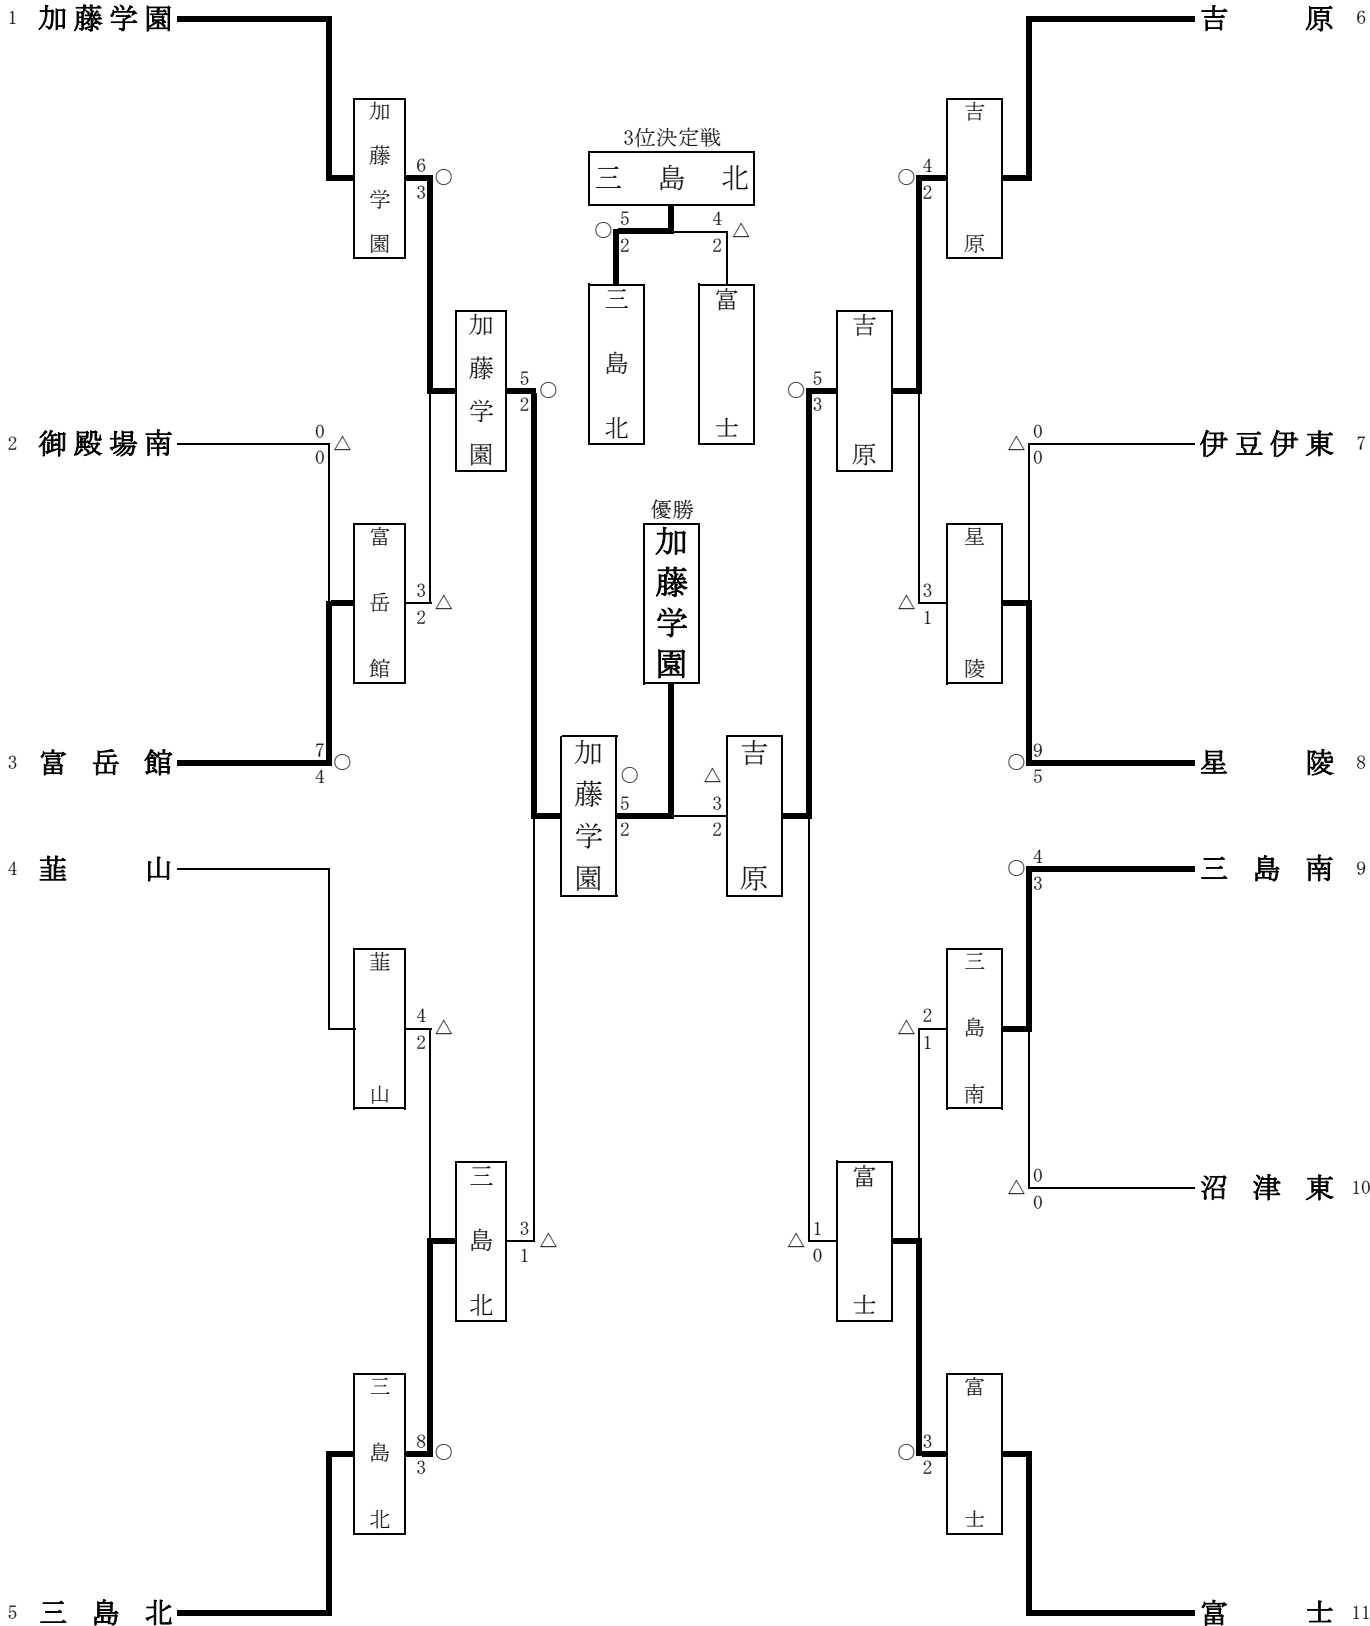 1 加藤学園
吉原 6
加藤学園
6
3
○
3位決定戦
三島北
○
5
2
4
2
△
三島北
富士
吉原
○
4
2
加藤学園
5
2
○
吉原
○
5
3
2 御殿場南
0
0
△
伊豆伊東 7
△
0
0
優勝
加藤学園
富岳館
3
2
△
星陵
△
3
1
3 富岳館
7
4
○
星陵 8
○
9
5
加藤学園
○
5
2
△
3
2
吉原
4 韮山
三島南 9
○
4
3
韮山
4
2
△
三島南
△
2
1
沼津東 10
△
0
0
三島北
3
1
△
富士
△
1
0
三島北
8
3
○
富士
○
3
2
5 三島北
富士 11